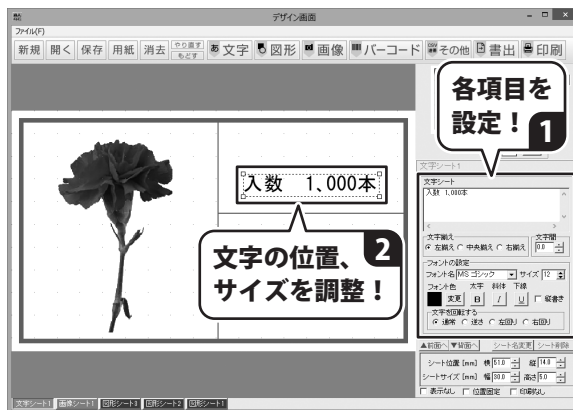 デザイン画面
ファイル(F)
新規 開く 保存 用紙 消去 やり直す もどす 文字 図形 画像 バーコード その他 書出 印刷
各項目を
設定！ 1
文字シート1
文字シート
入数 1,000本
入数　1、000本
文字の位置、 2
サイズを調整！
文字揃え 文字間
左揃え 中央揃え 右揃え 0.0
フォントの設定
フォント名 MS ゴシック サイズ 12
フォント色 太字 斜体 下線
変更 B I U 縦書き
文字を回転する
通常 逆さ 左回り 右回り
▲前面へ ▼背面へ シート名変更 シート削除
シート位置 [mm] 横 51.0 縦 14.0
シートサイズ [mm] 幅 30.0 高さ 5.0
表示なし 位置固定 印刷なし
文字シート1 画像シート1 図形シート3 図形シート2 図形シート1